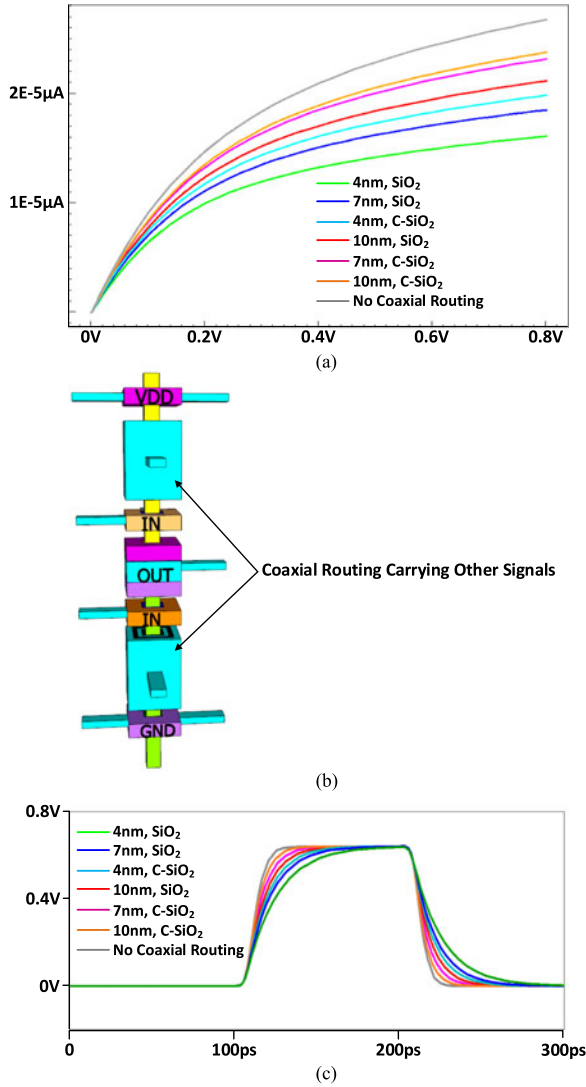 (a)
2E-5μA
1E-5μA
4nm, SiO₂
7nm, SiO₂
4nm, C-SiO₂
10nm, SiO₂
7nm, C-SiO₂
10nm, C-SiO₂
No Coaxial Routing
0V 0.2V 0.4V 0.6V 0.8V
(a)
VDD
IN
OUT
Coaxial Routing Carrying Other Signals
IN
GND
(b)
0.8V
4nm, SiO₂
7nm, SiO₂
4nm, C-SiO₂
0.4V
10nm, SiO₂
7nm, C-SiO₂
10nm, C-SiO₂
No Coaxial Routing
0V
0 100ps 200ps 300ps
(c)